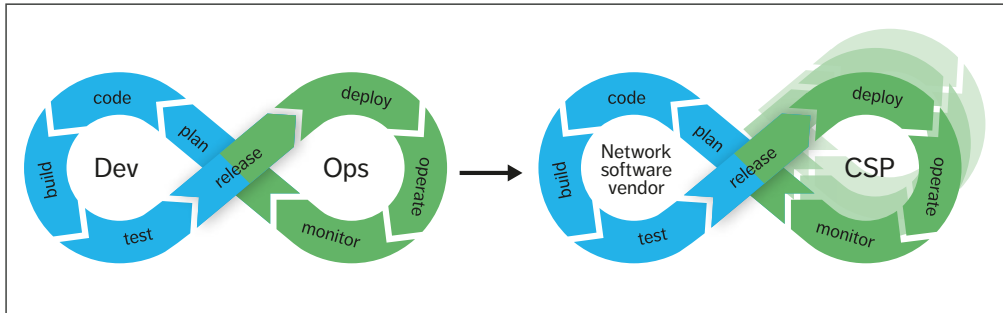 code
plan
build
Dev
test
release
deploy
Ops
operate
monitor
code
plan
build
Network
software
vendor
test
release
deploy
CSP
operate
monitor